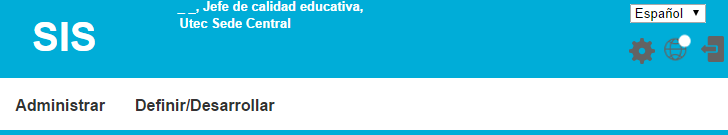 _ _, Jefe de calidad educativa,
Utec Sede Central
SIS
Español
Administrar
Definir/Desarrollar